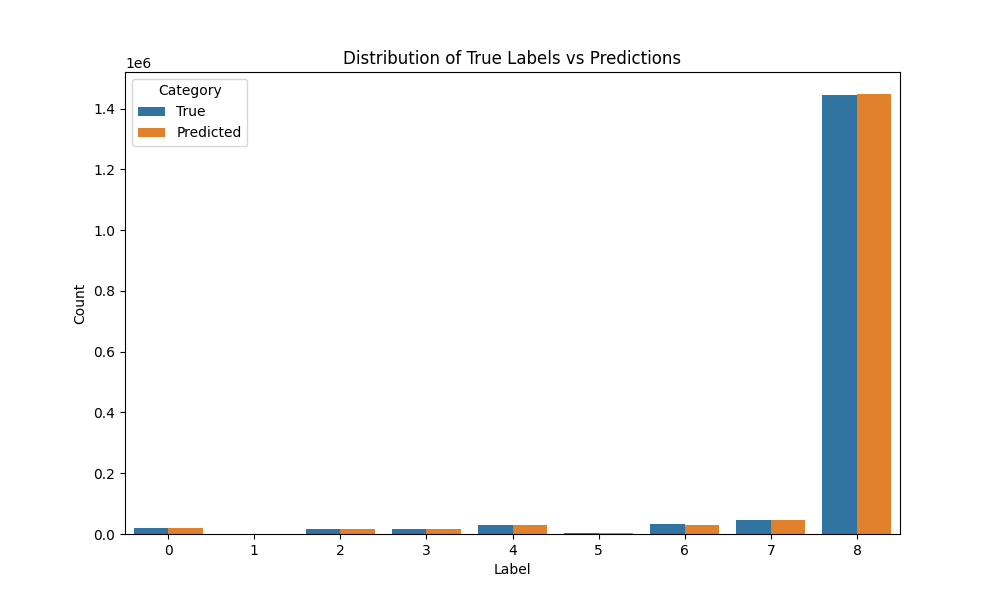 Distribution of True Labels vs Predictions
1e6
Category
True
Predicted
1.4
1.2
1.0
0.8
0.6
0.4
0.2
0.0
Count
0 1 2 3 4 5 6 7 8
Label